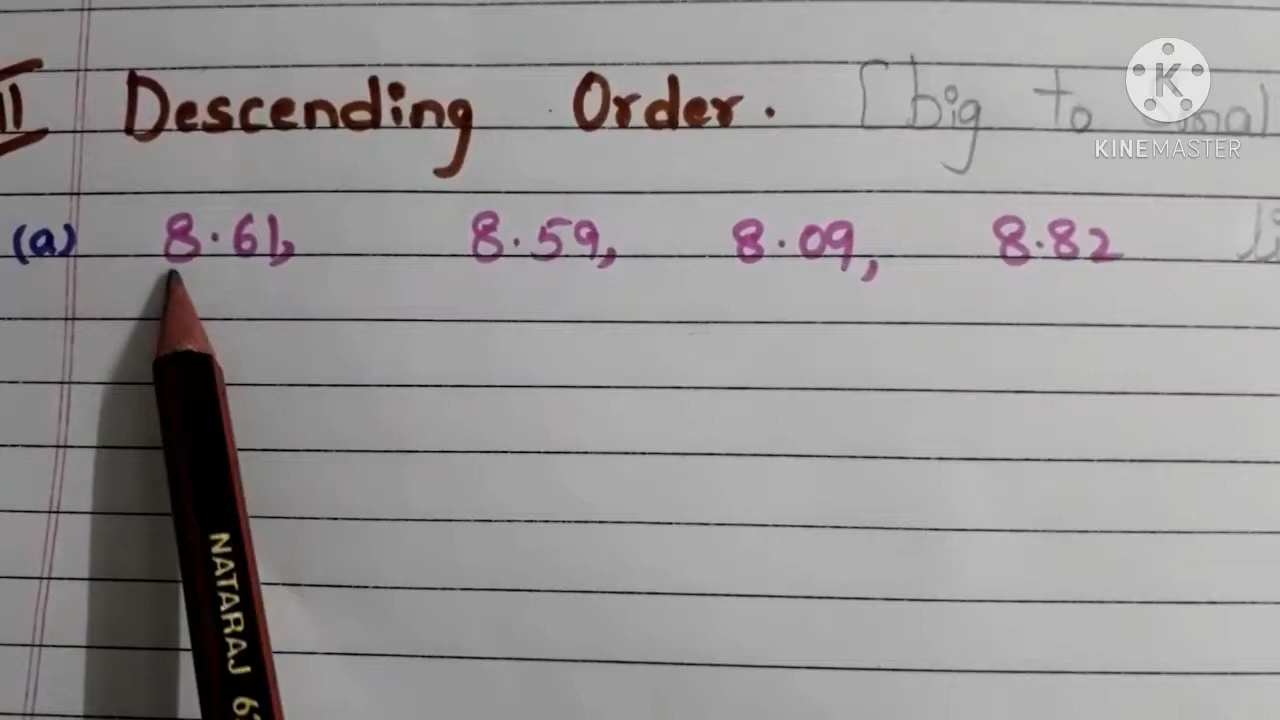 II Descending Order. [big to
K
KINEMASTER
(a) 8.61, 8.59, 8.09, 8.82
NATARAJ